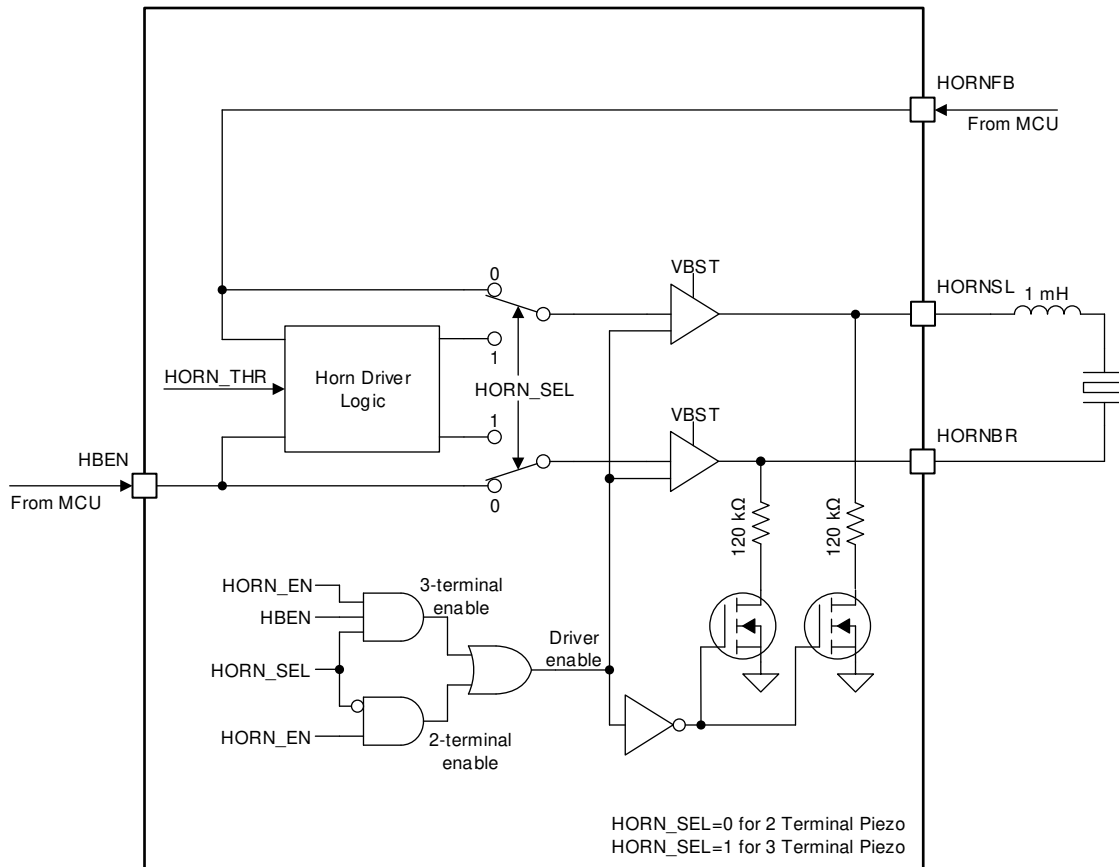 HORNFB
From MCU
0
VBST
HORNSL
1 mH
1
HORN_THR
Horn Driver
Logic
HORN_SEL
VBST
1
HORNBR
HBEN
0
From MCU
120 kΩ
120 kΩ
HORN_EN
3-terminal
enable
HBEN
Driver
enable
HORN_SEL
HORN_EN
2-terminal
enable
HORN_SEL=0 for 2 Terminal Piezo
HORN_SEL=1 for 3 Terminal Piezo